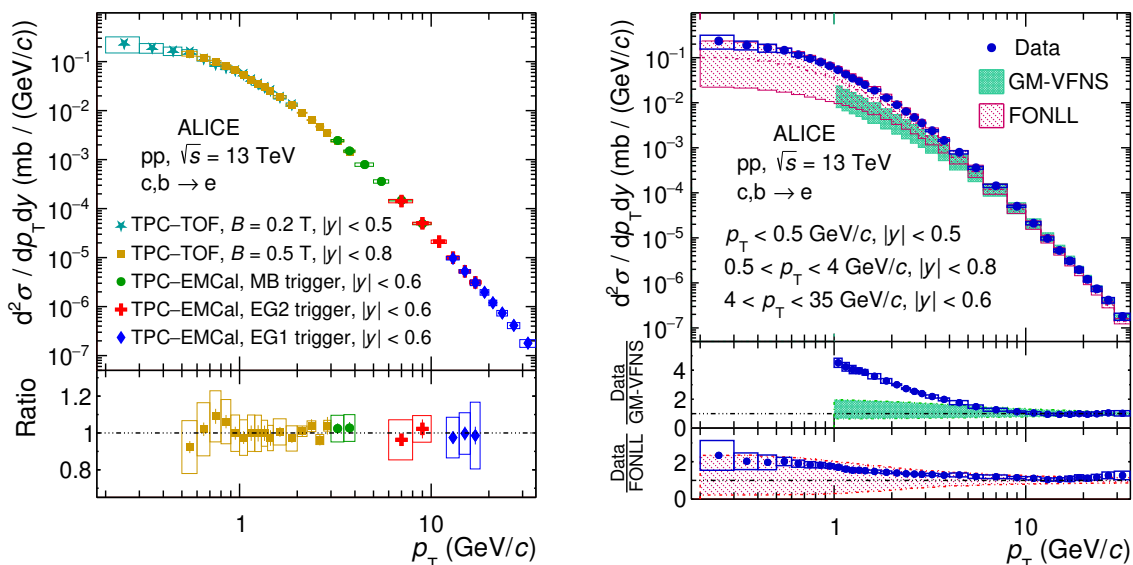 d²σ / dp_T dy (mb / (GeV/c))
10⁻¹
10⁻²
10⁻³
10⁻⁴
10⁻⁵
10⁻⁶
10⁻⁷
ALICE
pp, √s = 13 TeV
c,b → e
TPC–TOF, B = 0.2 T, |y| < 0.5
TPC–TOF, B = 0.5 T, |y| < 0.8
TPC–EMCal, MB trigger, |y| < 0.6
TPC–EMCal, EG2 trigger, |y| < 0.6
TPC–EMCal, EG1 trigger, |y| < 0.6
Ratio
1.2
1
0.8
1 10
p_T (GeV/c)
d²σ / dp_T dy (mb / (GeV/c))
10⁻¹
10⁻²
10⁻³
10⁻⁴
10⁻⁵
10⁻⁶
10⁻⁷
Data
GM-VFNS
FONLL
ALICE
pp, √s = 13 TeV
c,b → e
p_T < 0.5 GeV/c, |y| < 0.5
0.5 < p_T < 4 GeV/c, |y| < 0.8
4 < p_T < 35 GeV/c, |y| < 0.6
Data
GM-VFNS
4
2
0
Data
FONLL
2
1
0
1 10
p_T (GeV/c)